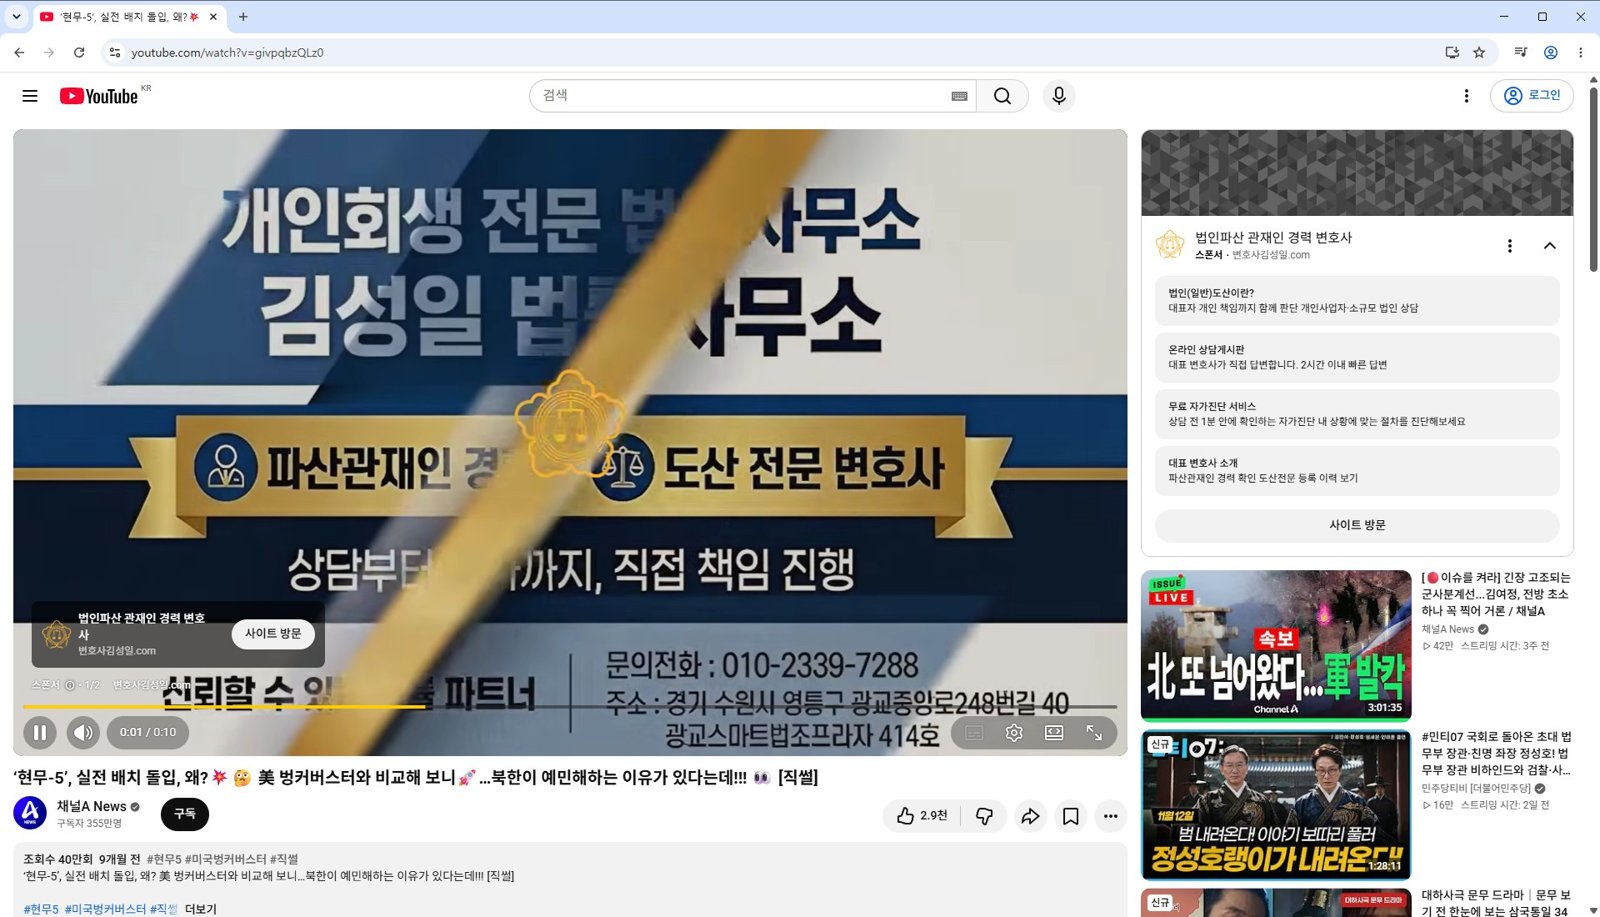 '현무-5', 실전 배치 돌입, 왜?💥
youtube.com/watch?v=givpqbzQLz0
YouTube KR
검색
로그인
개인회생 전문 법 사무소
김성일 법률사무소
파산관재인 경 도산 전문 변호사
상담부터 까지, 직접 책임 진행
법인파산 관재인 경력 변호
사
변호사김성일.com
사이트 방문
스폰서 · 1/2 변호사김성일.com
신뢰할 수 있 파트너
문의전화 : 010-2339-7288
주소 : 경기 수원시 영통구 광교중앙로248번길 40
광교스마트법조프라자 414호
0:01 / 0:10
'현무-5', 실전 배치 돌입, 왜?💥 🤔 美 벙커버스터와 비교해 보니🚀...북한이 예민해하는 이유가 있다는데!!! 👀 [직썰]
채널A News
구독자 355만명
구독
2.9천
조회수 40만회 9개월 전 #현무5 #미국벙커버스터 #직썰
'현무-5', 실전 배치 돌입, 왜? 美 벙커버스터와 비교해 보니...북한이 예민해하는 이유가 있다는데!!! [직썰]
#현무5 #미국벙커버스터 #직썰 더보기
법인파산 관재인 경력 변호사
스폰서 · 변호사김성일.com
법인(일반)도산이란?
대표자 개인 책임까지 함께 판단 개인사업자·소규모 법인 상담
온라인 상담게시판
대표 변호사가 직접 답변합니다. 2시간 이내 빠른 답변
무료 자가진단 서비스
상담 전 1분 안에 확인하는 자가진단 내 상황에 맞는 절차를 진단해보세요
대표 변호사 소개
파산관재인 경력 확인 도산전문 등록 이력 보기
사이트 방문
ISSUE
LIVE
속보
北 또 넘어왔다...軍 발칵
Channel A
3:01:35
[🔴이슈를 켜라] 긴장 고조되는
군사분계선...김여정, 전방 초소
하나 꼭 찍어 거론 / 채널A
채널A News
42만 스트리밍 시간: 3주 전
신규
티07:
11월 12일
범 내려온다! 이야기 보따리 풀러
정성호랭이가 내려온다!
1:28:11
#민티07 국회로 돌아온 초대 법
무부 장관·친명 좌장 정성호! 법
무부 장관 비하인드와 검찰·사...
민주당티비 [더불어민주당]
16만 스트리밍 시간: 2일 전
신규
대하사극 문무 드라마
대하사극 문무 드라마｜문무 보
기 전 한눈에 보는 삼국통일 34